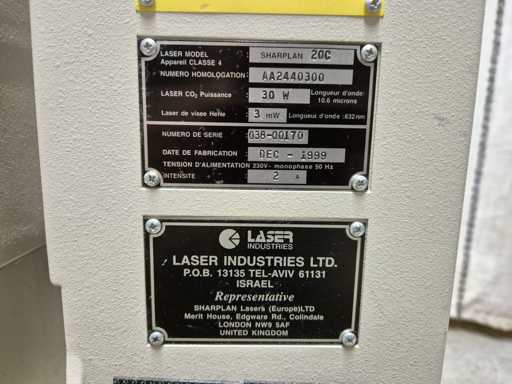 LASER MODEL : SHARPLAN 20C
Appareil CLASSE 4
NUMERO HOMOLOGATION: AA2440300
LASER CO2 Puissance : 30 W Longueur d'onde: 10.6 microns
Laser de visee HeNe : 3 mW Longueur d'onde :632nm
NUMERO DE SERIE : 038-00170
DATE DE FABRICATION : DEC - 1999
TENSION D'ALIMENTATION 230V- monophase 50 Hz
INTENSITE : 2 A
LASER
INDUSTRIES
LASER INDUSTRIES LTD.
P.O.B. 13135 TEL-AVIV 61131
ISRAEL
Representative
SHARPLAN Lasers (Europe)LTD
Merit House, Edgware Rd., Colindale
LONDON NW9 5AF
UNITED KINGDOM